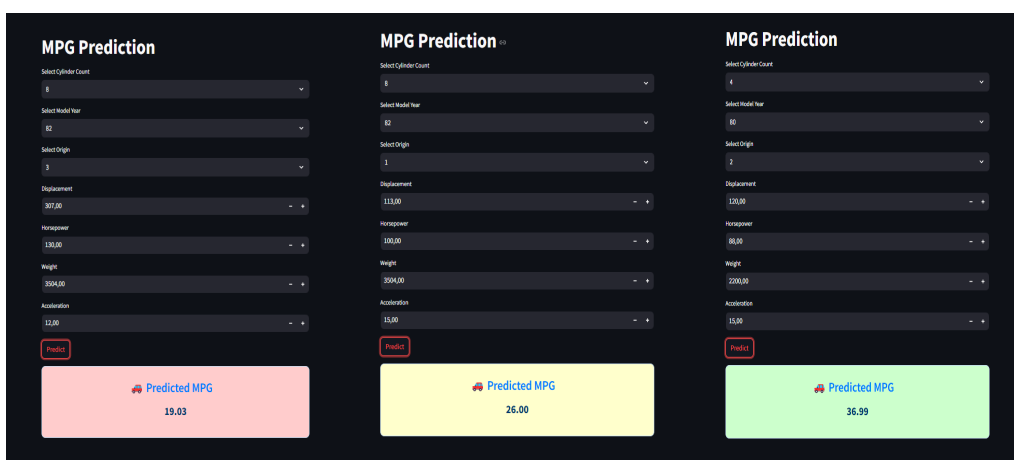 MPG Prediction
Select Cylinder Count
8
Select Model Year
82
Select Origin
3
Displacement
307,00
Horsepower
130,00
Weight
3504,00
Acceleration
12,00
Predict
Predicted MPG
19.03
MPG Prediction
Select Cylinder Count
8
Select Model Year
82
Select Origin
1
Displacement
113,00
Horsepower
100,00
Weight
3504,00
Acceleration
15,00
Predict
Predicted MPG
26.00
MPG Prediction
Select Cylinder Count
4
Select Model Year
80
Select Origin
2
Displacement
120,00
Horsepower
88,00
Weight
2200,00
Acceleration
15,00
Predict
Predicted MPG
36.99